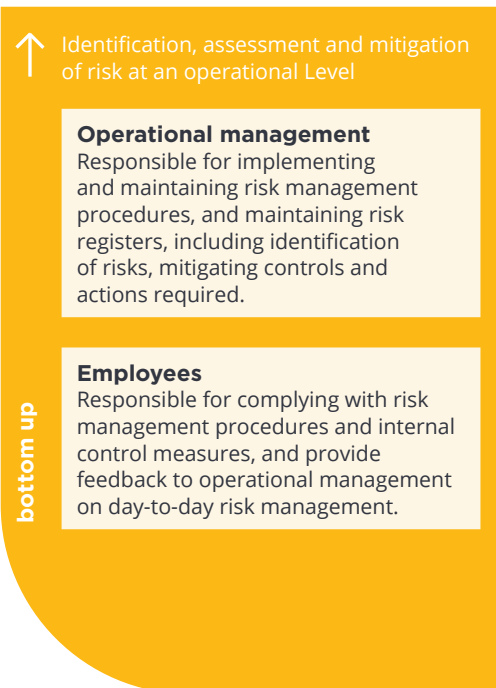 Identification, assessment and mitigation
of risk at an operational Level
Operational management
Responsible for implementing
and maintaining risk management
procedures, and maintaining risk
registers, including identification
of risks, mitigating controls and
actions required.
Employees
Responsible for complying with risk
management procedures and internal
control measures, and provide
feedback to operational management
on day-to-day risk management.
bottom up